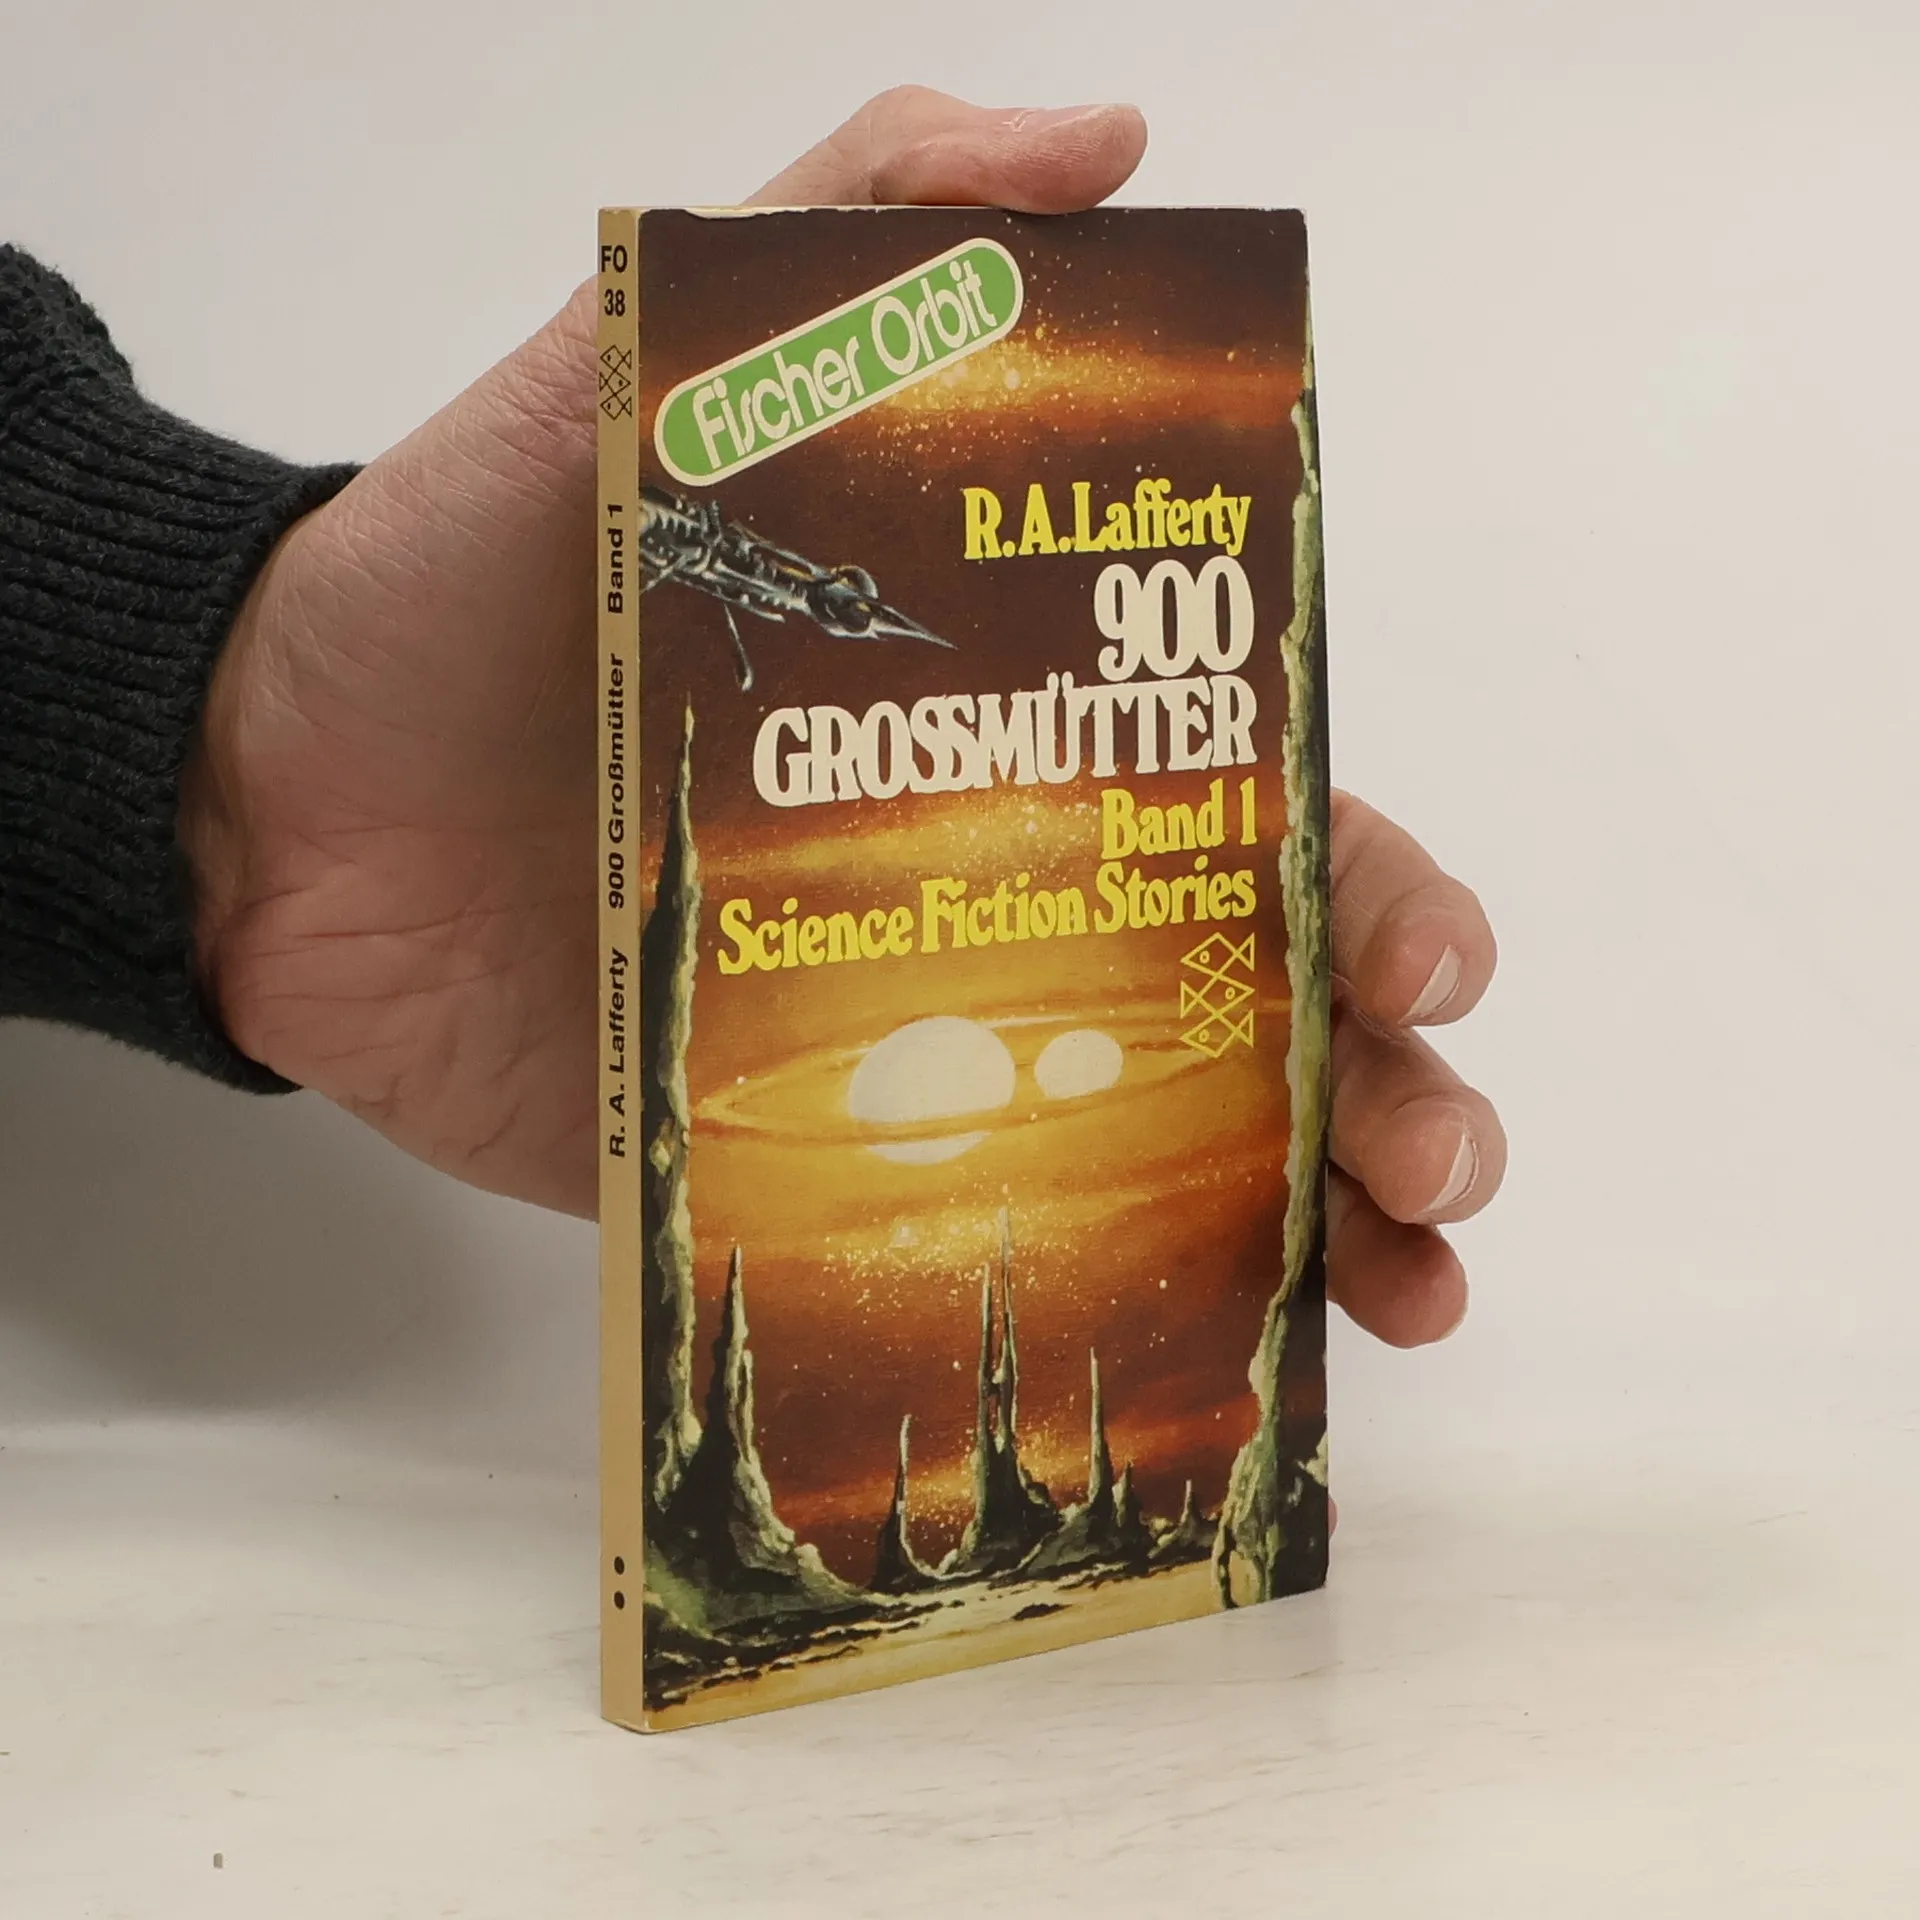 FO
38
R. A. Lafferty 900 Großmütter Band 1
Fischer Orbit
R.A.Lafferty
900
GROSSMÜTTER
Band 1
Science Fiction Stories